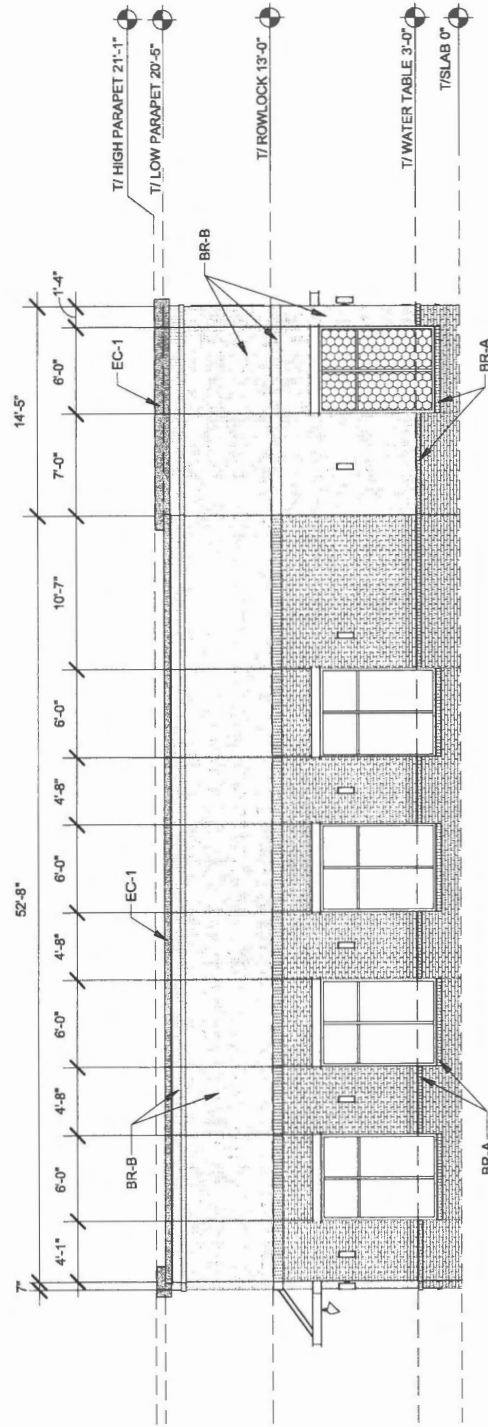 7"
52'-8"
14'-5"
4'-1"
6'-0"
4'-8"
6'-0"
4'-8"
6'-0"
4'-8"
6'-0"
10'-7"
7'-0"
6'-0"
1'-4"
T/ HIGH PARAPET 21'-1"
T/ LOW PARAPET 20'-5"
EC-1
EC-1
BR-B
BR-B
T/ ROWLOCK 13'-0"
T/ WATER TABLE 3'-0"
T/SLAB 0"
BR-A
BR-A